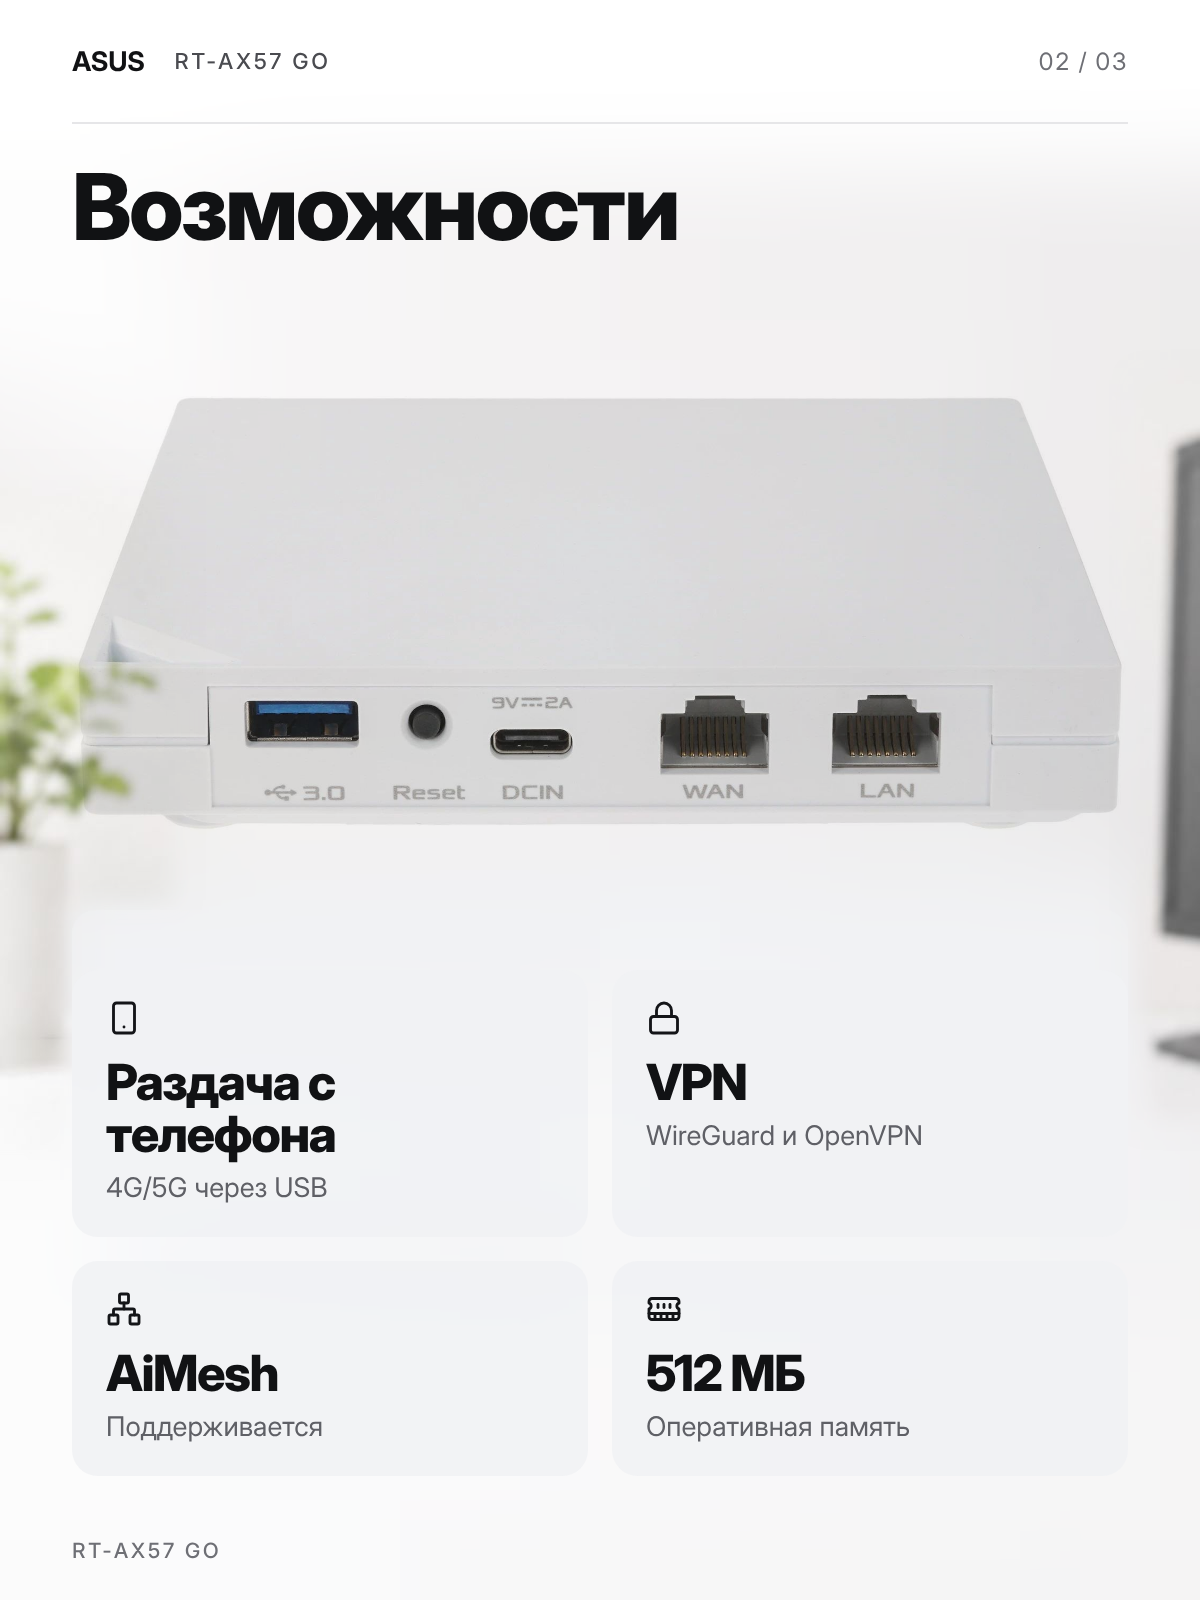 ASUS RT-AX57 GO 02 / 03
Возможности
9V⎓2A
3.0 Reset DCIN WAN LAN
Раздача с
телефона
4G/5G через USB
VPN
WireGuard и OpenVPN
AiMesh
Поддерживается
512 МБ
Оперативная память
RT-AX57 GO